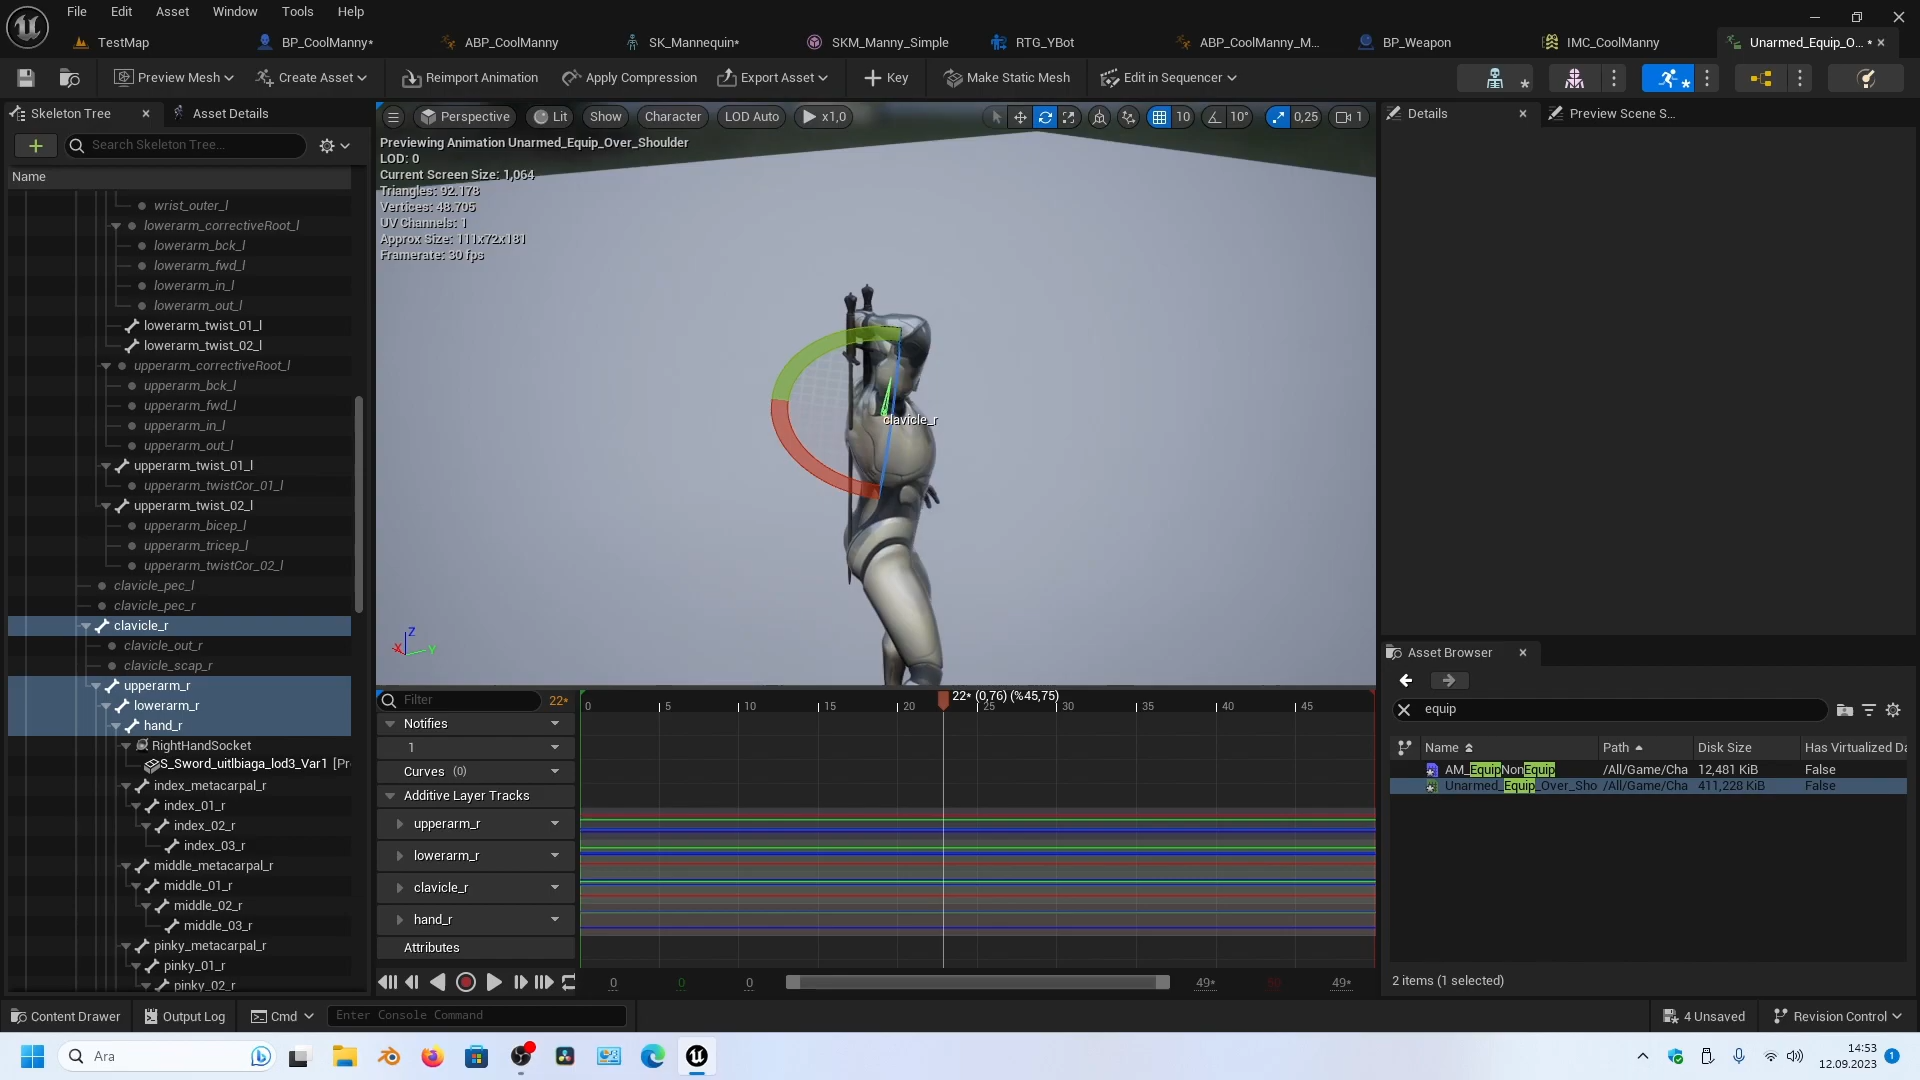 File Edit Asset Window Tools Help
TestMap BP_CoolManny* ABP_CoolManny SK_Mannequin* SKM_Manny_Simple RTG_YBot ABP_CoolManny_M... BP_Weapon IMC_CoolManny Unarmed_Equip_O... *
Preview Mesh Create Asset Reimport Animation Apply Compression Export Asset Key Make Static Mesh Edit in Sequencer
Skeleton Tree Asset Details
Search Skeleton Tree...
Name
wrist_outer_l
lowerarm_correctiveRoot_l
lowerarm_bck_l
lowerarm_fwd_l
lowerarm_in_l
lowerarm_out_l
lowerarm_twist_01_l
lowerarm_twist_02_l
upperarm_correctiveRoot_l
upperarm_bck_l
upperarm_fwd_l
upperarm_in_l
upperarm_out_l
upperarm_twist_01_l
upperarm_twistCor_01_l
upperarm_twist_02_l
upperarm_bicep_l
upperarm_tricep_l
upperarm_twistCor_02_l
clavicle_pec_l
clavicle_pec_r
clavicle_r
clavicle_out_r
clavicle_scap_r
upperarm_r
lowerarm_r
hand_r
RightHandSocket
S_Sword_uitlbiaga_lod3_Var1 [Pr
index_metacarpal_r
index_01_r
index_02_r
index_03_r
middle_metacarpal_r
middle_01_r
middle_02_r
middle_03_r
pinky_metacarpal_r
pinky_01_r
pinky_02_r
Perspective Lit Show Character LOD Auto x1,0 10 10° 0,25 1
Previewing Animation Unarmed_Equip_Over_Shoulder
LOD: 0
Current Screen Size: 1,064
Triangles: 92.178
Vertices: 48.705
UV Channels: 1
Approx Size: 111x72x181
Framerate: 30 fps
clavicle_r
Z
X Y
Filter 22*
22* (0,76) (%45,75)
0 5 10 15 20 25 30 35 40 45
Notifies
1
Curves (0)
Additive Layer Tracks
upperarm_r
lowerarm_r
clavicle_r
hand_r
Attributes
0 0 0 49* 50 49*
Details Preview Scene S...
Asset Browser
equip
Name Path Disk Size Has Virtualized Da
AM_EquipNonEquip /All/Game/Cha 12,481 KiB False
Unarmed_Equip_Over_Sho /All/Game/Cha 411,228 KiB False
2 items (1 selected)
Content Drawer Output Log Cmd Enter Console Command 4 Unsaved Revision Control
Ara
14:53
12.09.2023
1